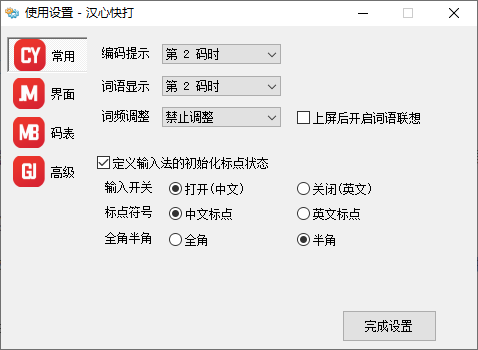 使用设置 - 汉心快打
CY 常用
JM 界面
MB 码表
GJ 高级
编码提示 第 2 码时
词语显示 第 2 码时
词频调整 禁止调整 上屏后开启词语联想
定义输入法的初始化标点状态
输入开关 打开(中文) 关闭(英文)
标点符号 中文标点 英文标点
全角半角 全角 半角
完成设置